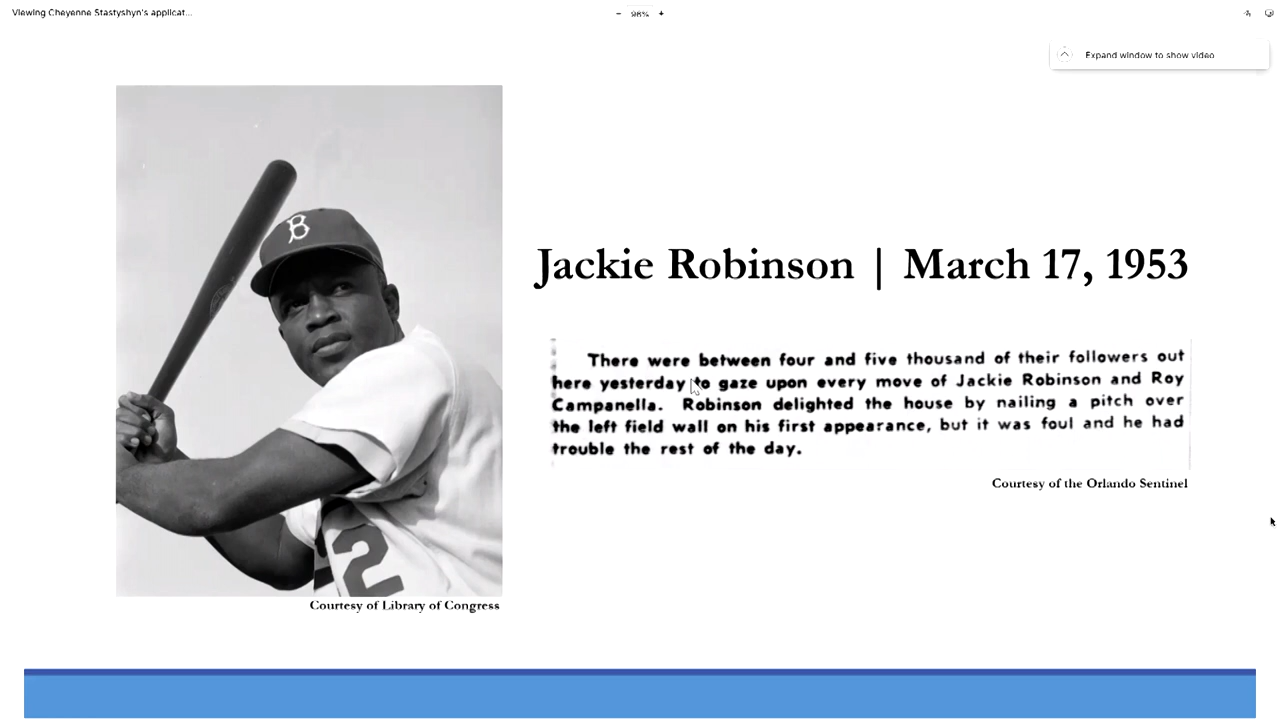 Viewing Cheyenne Stastyshyn's applicat...
− 98% +
Expand window to show video
B
Jackie Robinson | March 17, 1953
There were between four and five thousand of their followers out
here yesterday to gaze upon every move of Jackie Robinson and Roy
Campanella. Robinson delighted the house by nailing a pitch over
the left field wall on his first appearance, but it was foul and he had
trouble the rest of the day.
Courtesy of the Orlando Sentinel
2
Courtesy of Library of Congress